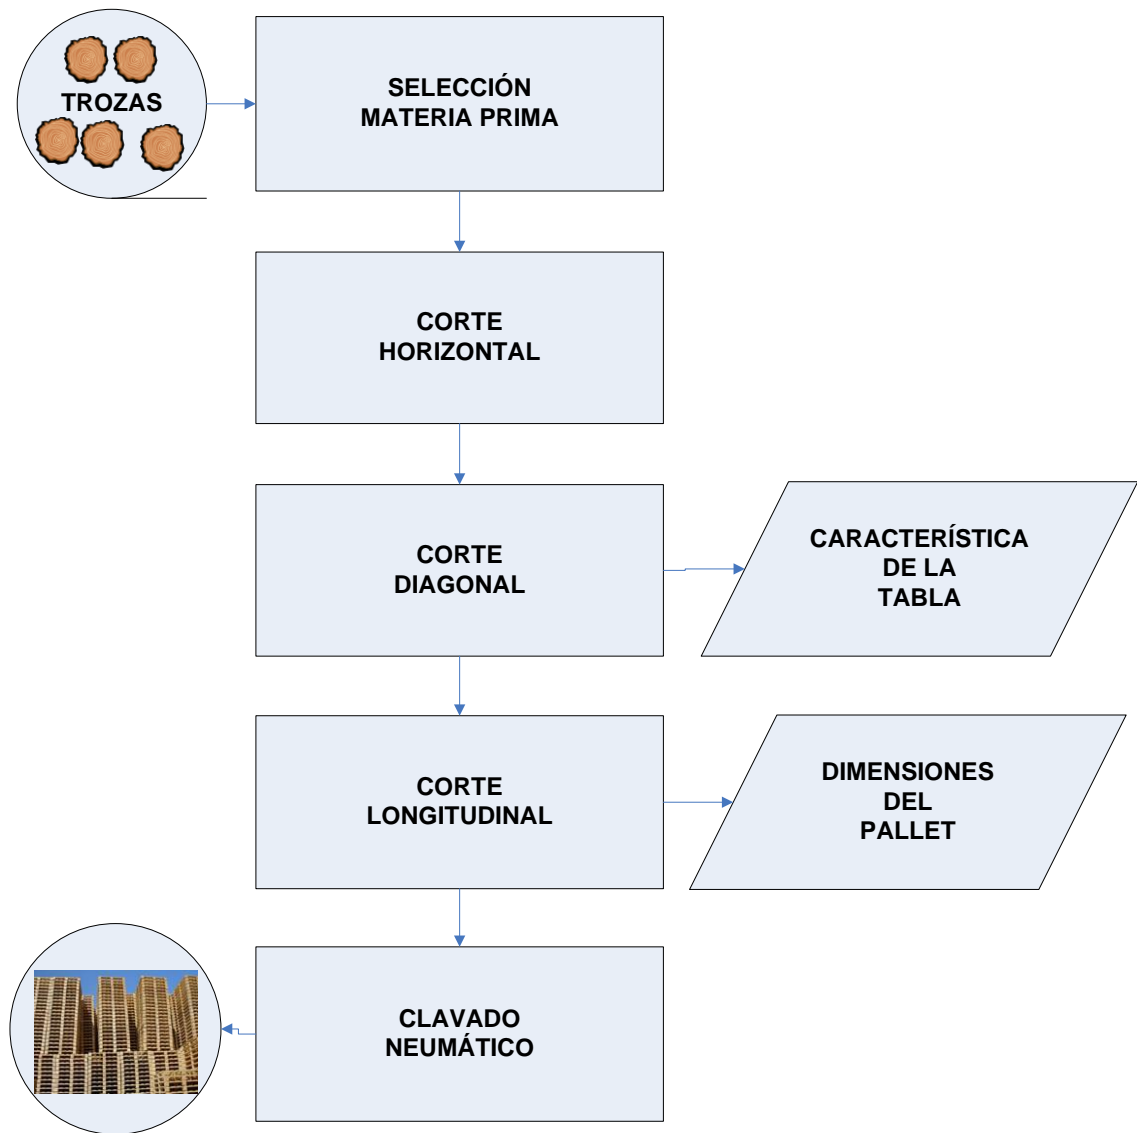 TROZAS
SELECCIÓN
MATERIA PRIMA
CORTE
HORIZONTAL
CORTE
DIAGONAL
CARACTERÍSTICA
DE LA
TABLA
CORTE
LONGITUDINAL
DIMENSIONES
DEL
PALLET
CLAVADO
NEUMÁTICO